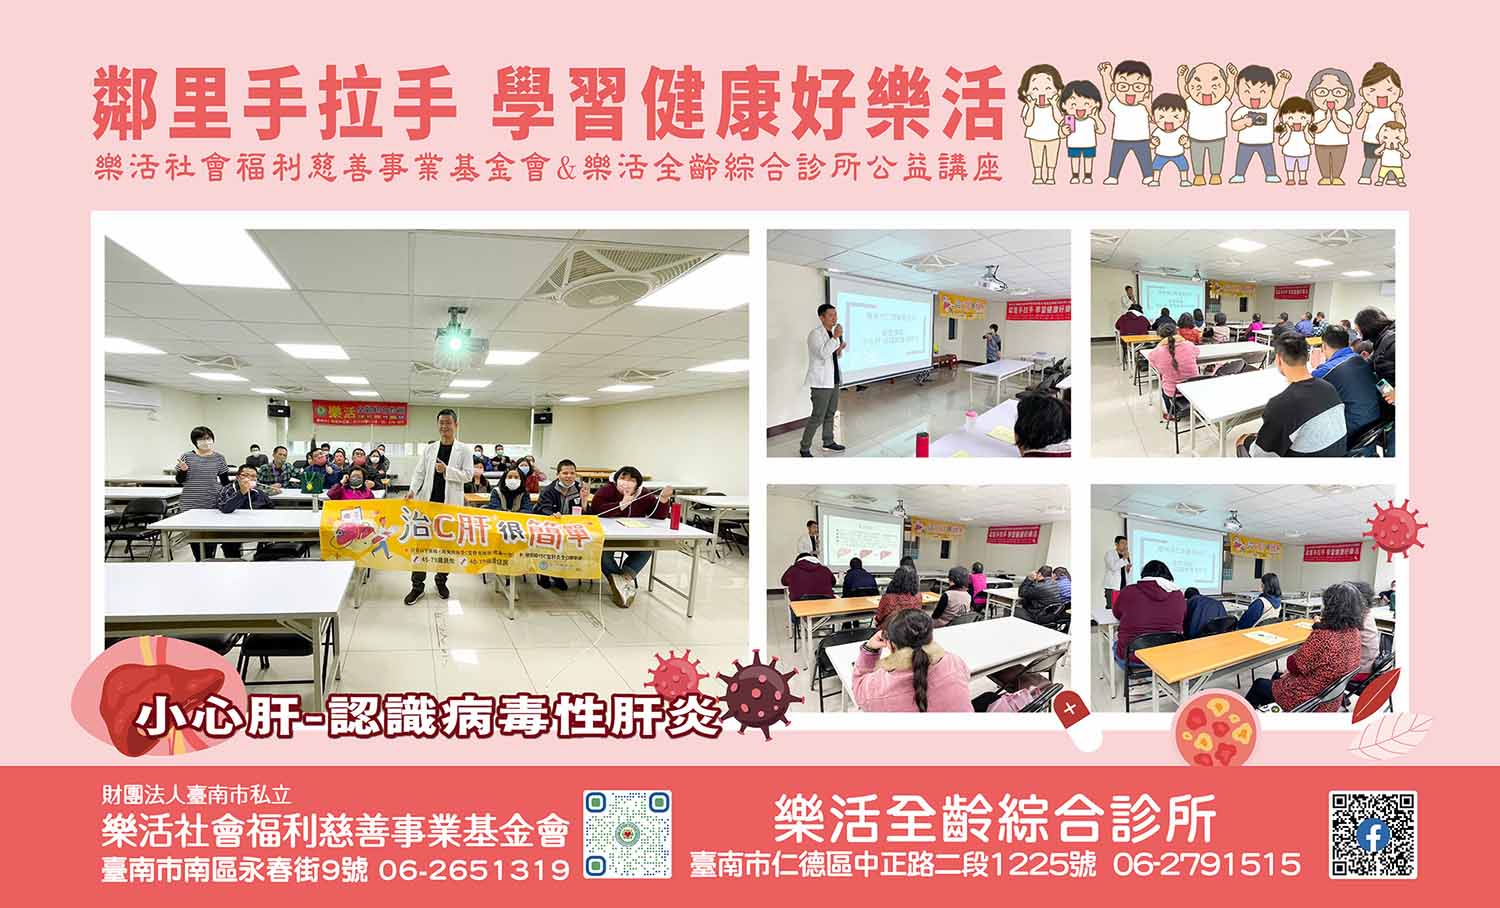 鄰里手拉手 學習健康好樂活
樂活社會福利慈善事業基金會&樂活全齡綜合診所公益講座
樂活
治C肝 很簡單
小心肝-認識病毒性肝炎
財團法人臺南市私立
樂活社會福利慈善事業基金會
臺南市南區永春街9號 06-2651319
樂活全齡綜合診所
臺南市仁德區中正路二段1225號 06-2791515